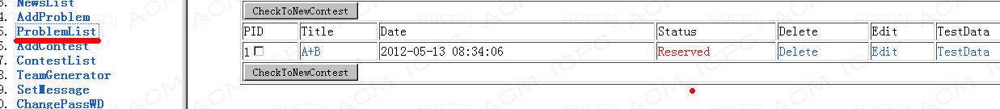 3. NewsList
4. AddProblem
5. ProblemList
6. AddContest
7. ContestList
8. TeamGenerator
9. SetMessage
0. ChangePassWD
CheckToNewContest
PID Title Date Status Delete Edit TestData
1 A+B 2012-05-13 08:34:06 Reserved Delete Edit TestData
CheckToNewContest